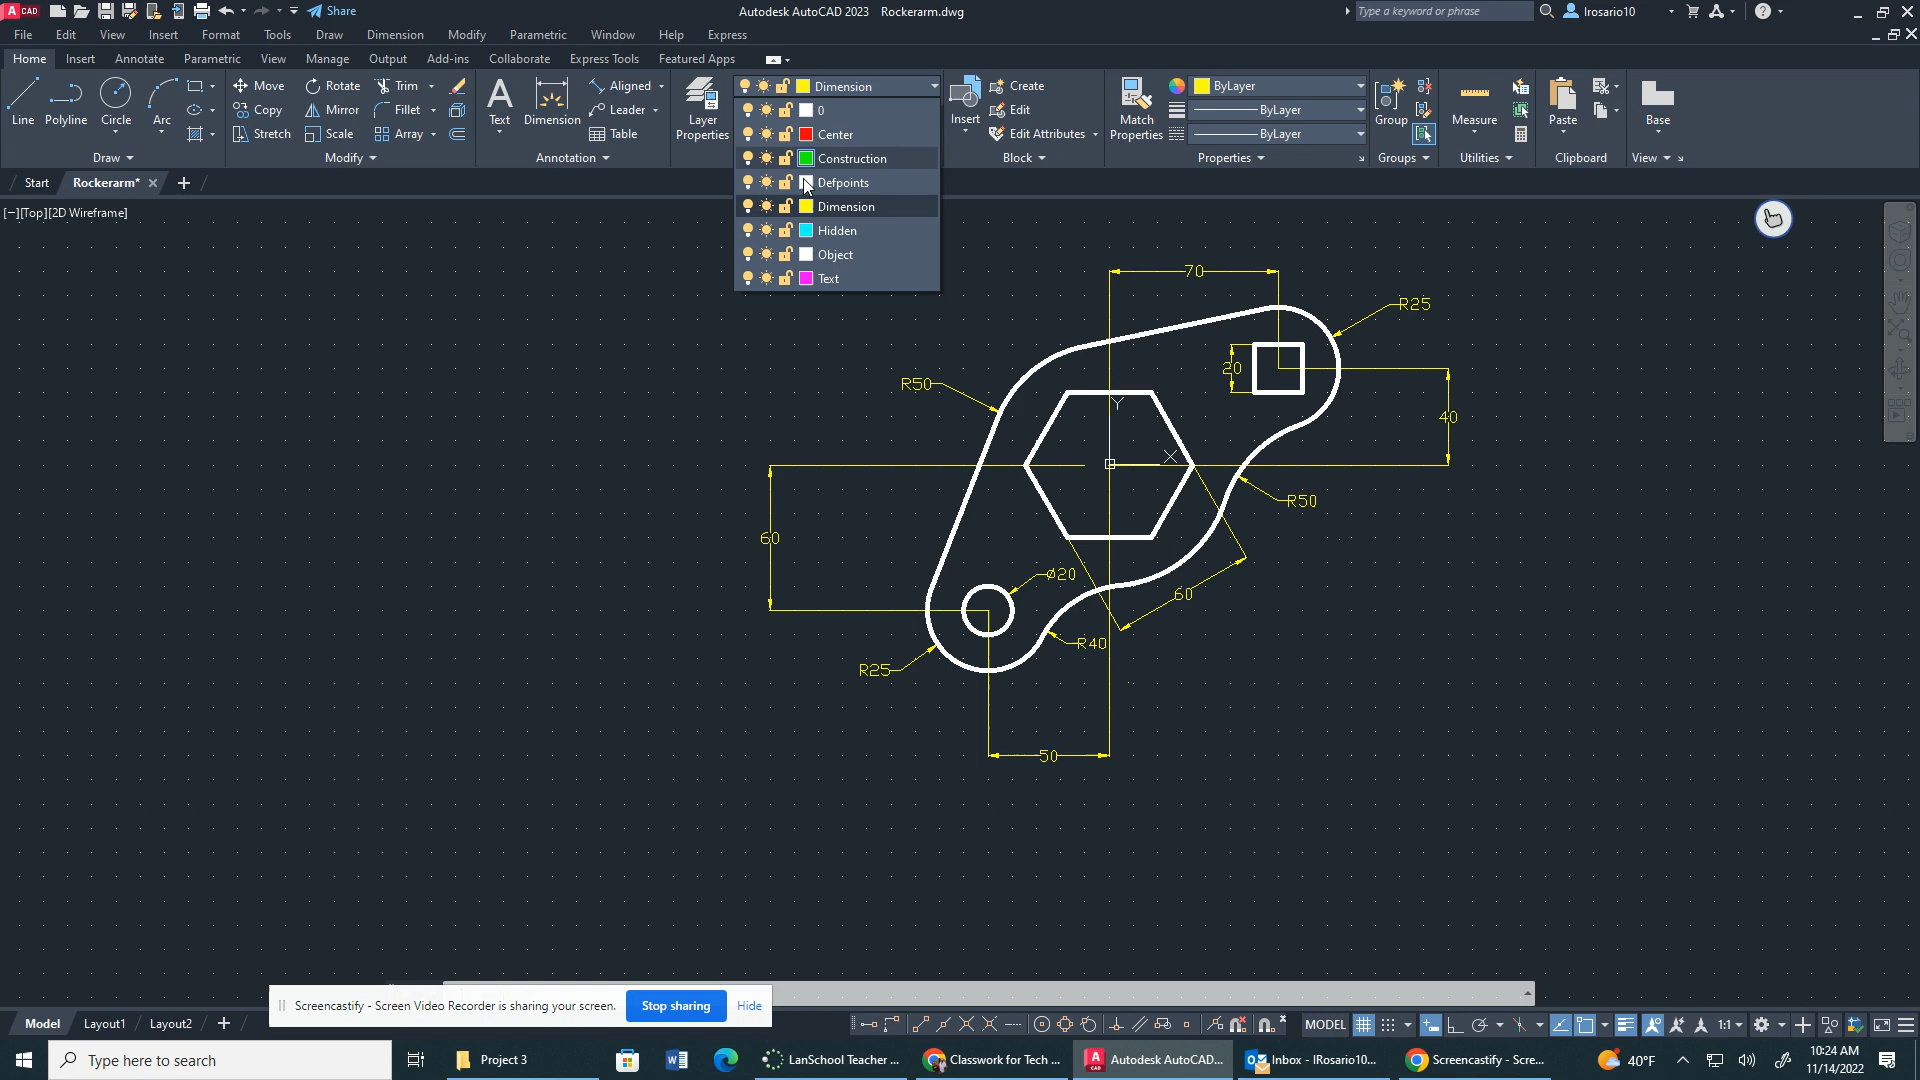 A CAD Share Autodesk AutoCAD 2023 Rockerarm.dwg Type a keyword or phrase lrosario10
File Edit View Insert Format Tools Draw Dimension Modify Parametric Window Help Express
Home Insert Annotate Parametric View Manage Output Add-ins Collaborate Express Tools Featured Apps
Line Polyline Circle Arc Move Rotate Trim Text Dimension Aligned Layer Properties Dimension Insert Create Match Properties ByLayer Group Measure Paste Base
Copy Mirror Fillet Leader 0 Edit ByLayer
Stretch Scale Array Table Center Edit Attributes ByLayer
Draw Modify Annotation Construction Block Properties Groups Utilities Clipboard View
Start Rockerarm* Defpoints
Dimension
[−][Top][2D Wireframe]
Hidden
Object
Text
70
R25
20
R50
Y
40
X
R50
60
Ø20
60
R40
R25
50
Screencastify - Screen Video Recorder is sharing your screen. Stop sharing Hide
Model Layout1 Layout2 MODEL 1:1
Type here to search Project 3 LanSchool Teacher ... Classwork for Tech ... Autodesk AutoCAD... Inbox - IRosario10... Screencastify - Scre... 40°F 10:24 AM
11/14/2022